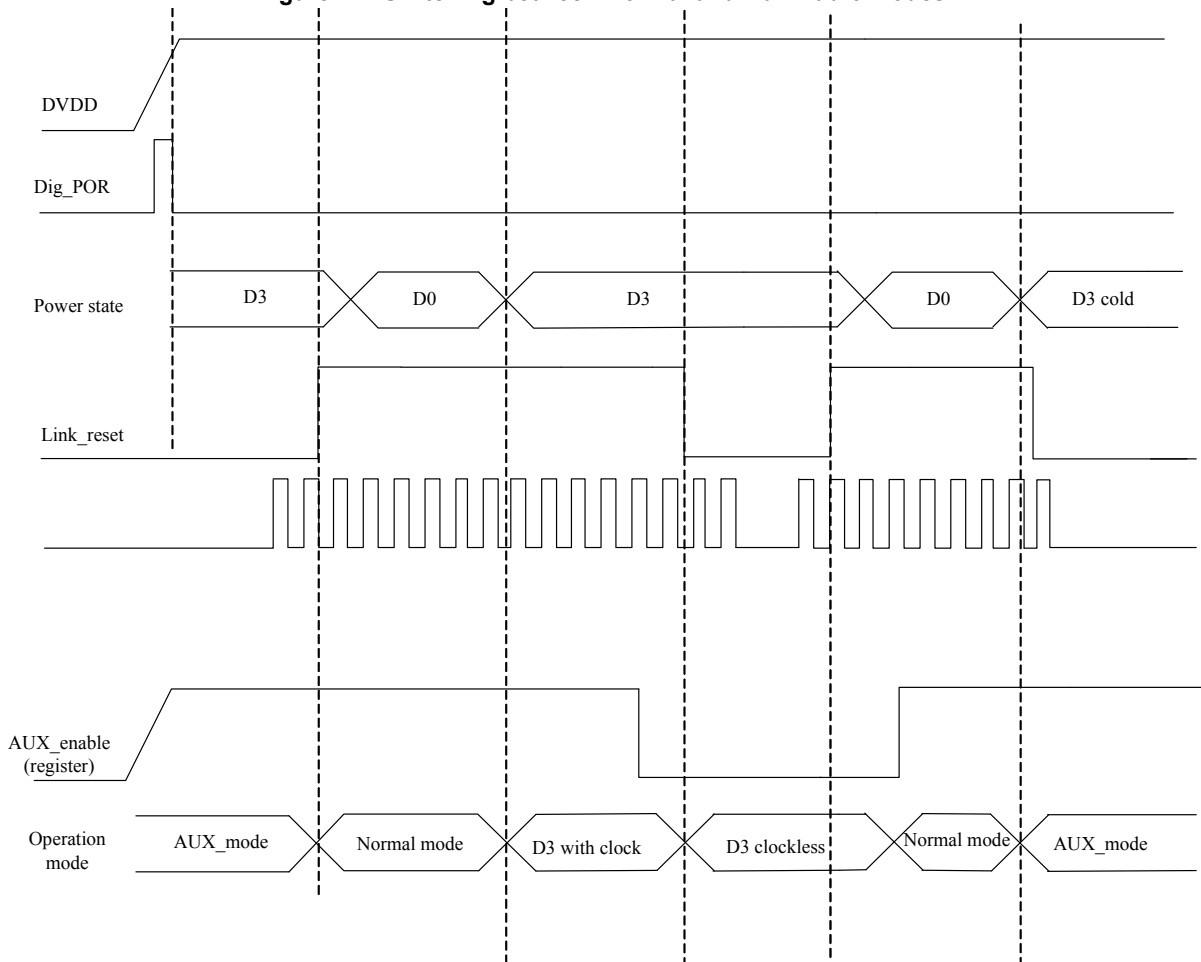 DVDD
Dig_POR
Power state
D3
D0
D3
D0
D3 cold
Link_reset
AUX_enable
(register)
Operation
mode
AUX_mode
Normal mode
D3 with clock
D3 clockless
Normal mode
AUX_mode